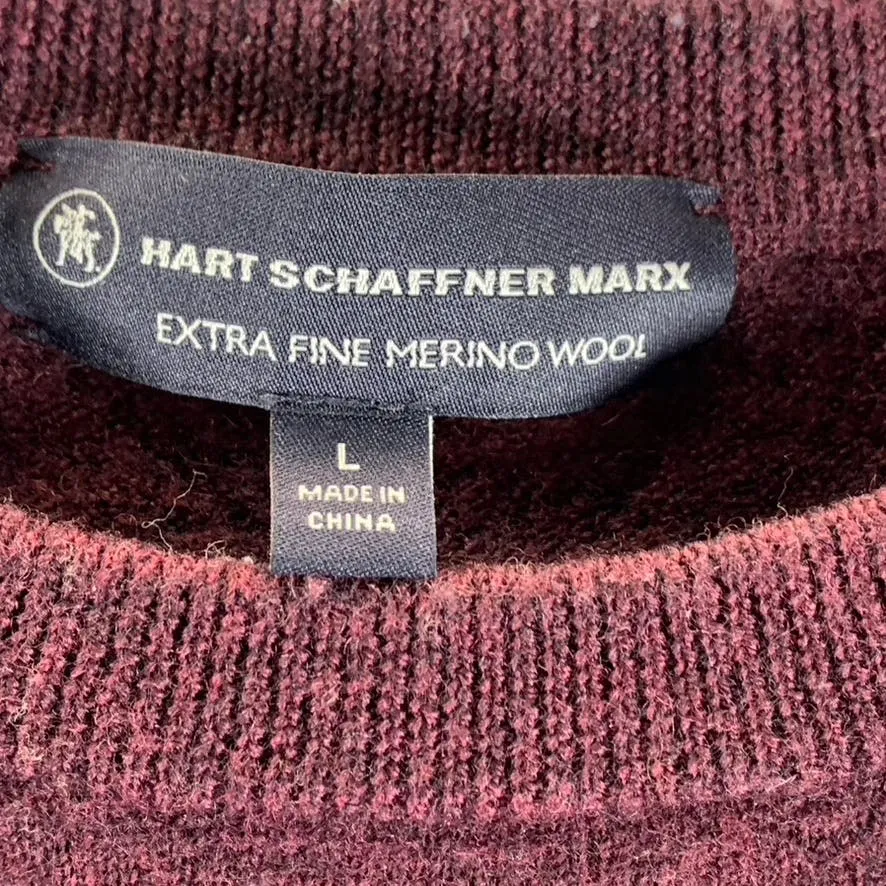 HART SCHAFFNER MARX
EXTRA FINE MERINO WOOL
L
MADE IN
CHINA